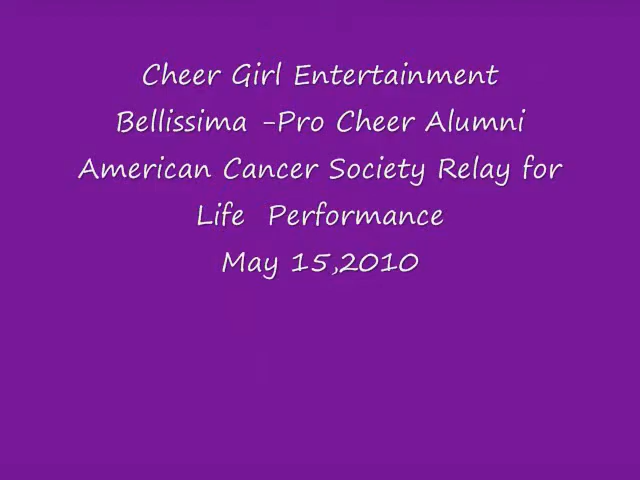 Cheer Girl Entertainment
Bellissima -Pro Cheer Alumni
American Cancer Society Relay for
Life  Performance
May 15,2010